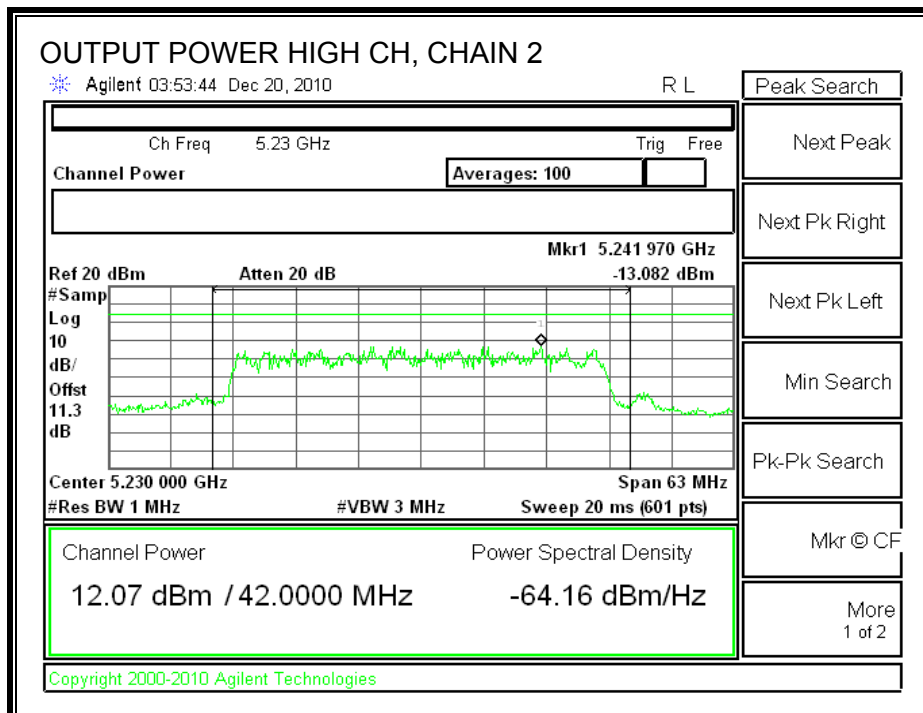 OUTPUT POWER HIGH CH, CHAIN 2
Agilent 03:53:44 Dec 20, 2010 R L
Peak Search
Ch Freq 5.23 GHz Trig Free
Next Peak
Channel Power Averages: 100
Next Pk Right
Mkr1 5.241 970 GHz
Ref 20 dBm Atten 20 dB -13.082 dBm
#Samp
Log
10
dB/
Offst
11.3
dB
1
Next Pk Left
Min Search
Pk-Pk Search
Center 5.230 000 GHz Span 63 MHz
#Res BW 1 MHz #VBW 3 MHz Sweep 20 ms (601 pts)
Channel Power Power Spectral Density
Mkr © CF
12.07 dBm / 42.0000 MHz -64.16 dBm/Hz
More
1 of 2
Copyright 2000-2010 Agilent Technologies